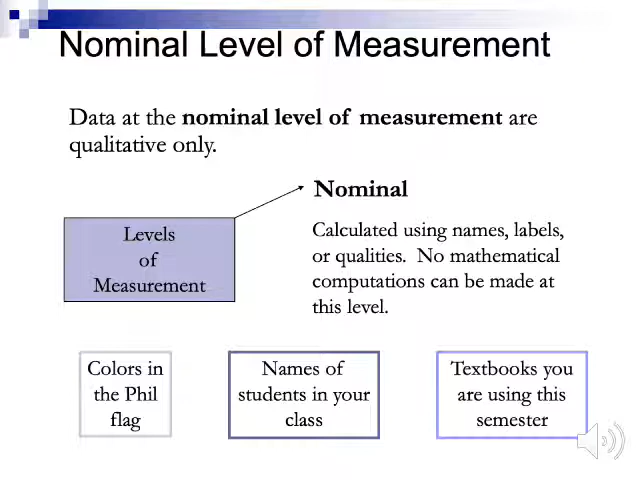 Nominal Level of Measurement
Data at the nominal level of measurement are
qualitative only.
Nominal
Levels
of
Measurement
Calculated using names, labels,
or qualities. No mathematical
computations can be made at
this level.
Colors in
the Phil
flag
Names of
students in your
class
Textbooks you
are using this
semester